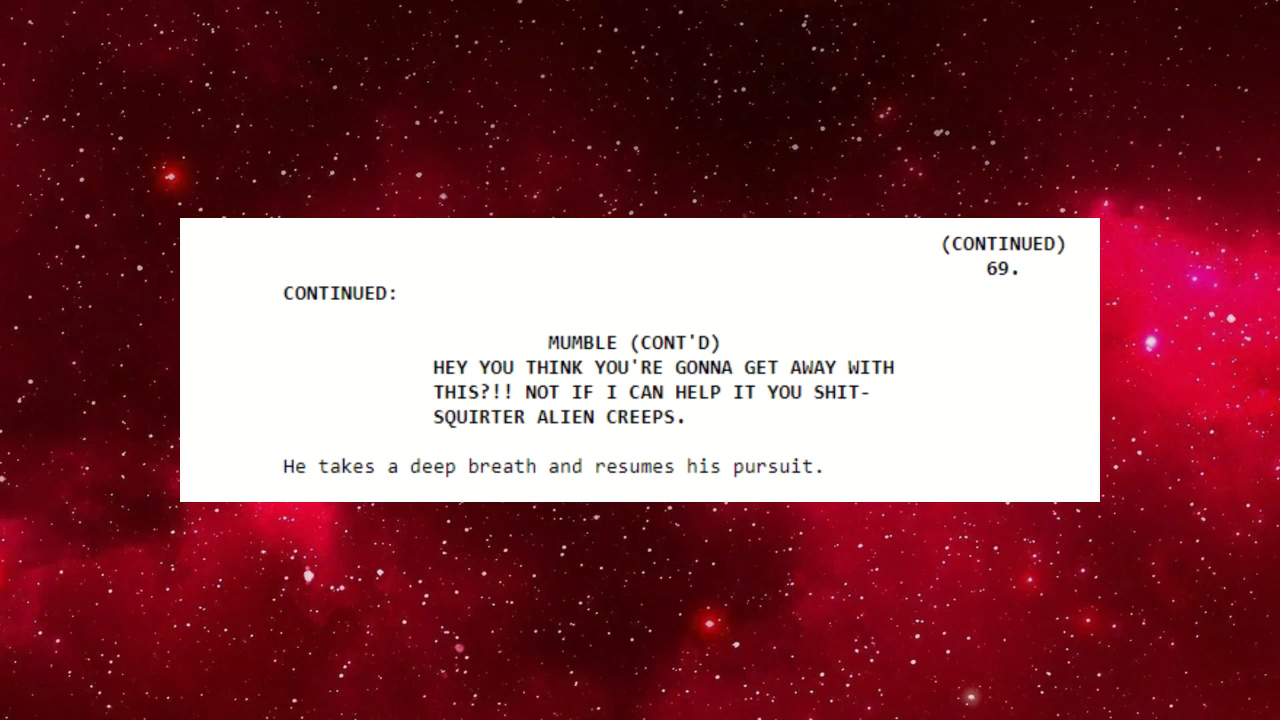 (CONTINUED)
69.
CONTINUED:
MUMBLE (CONT'D)
HEY YOU THINK YOU'RE GONNA GET AWAY WITH
THIS?!! NOT IF I CAN HELP IT YOU SHIT-
SQUIRTER ALIEN CREEPS.
He takes a deep breath and resumes his pursuit.